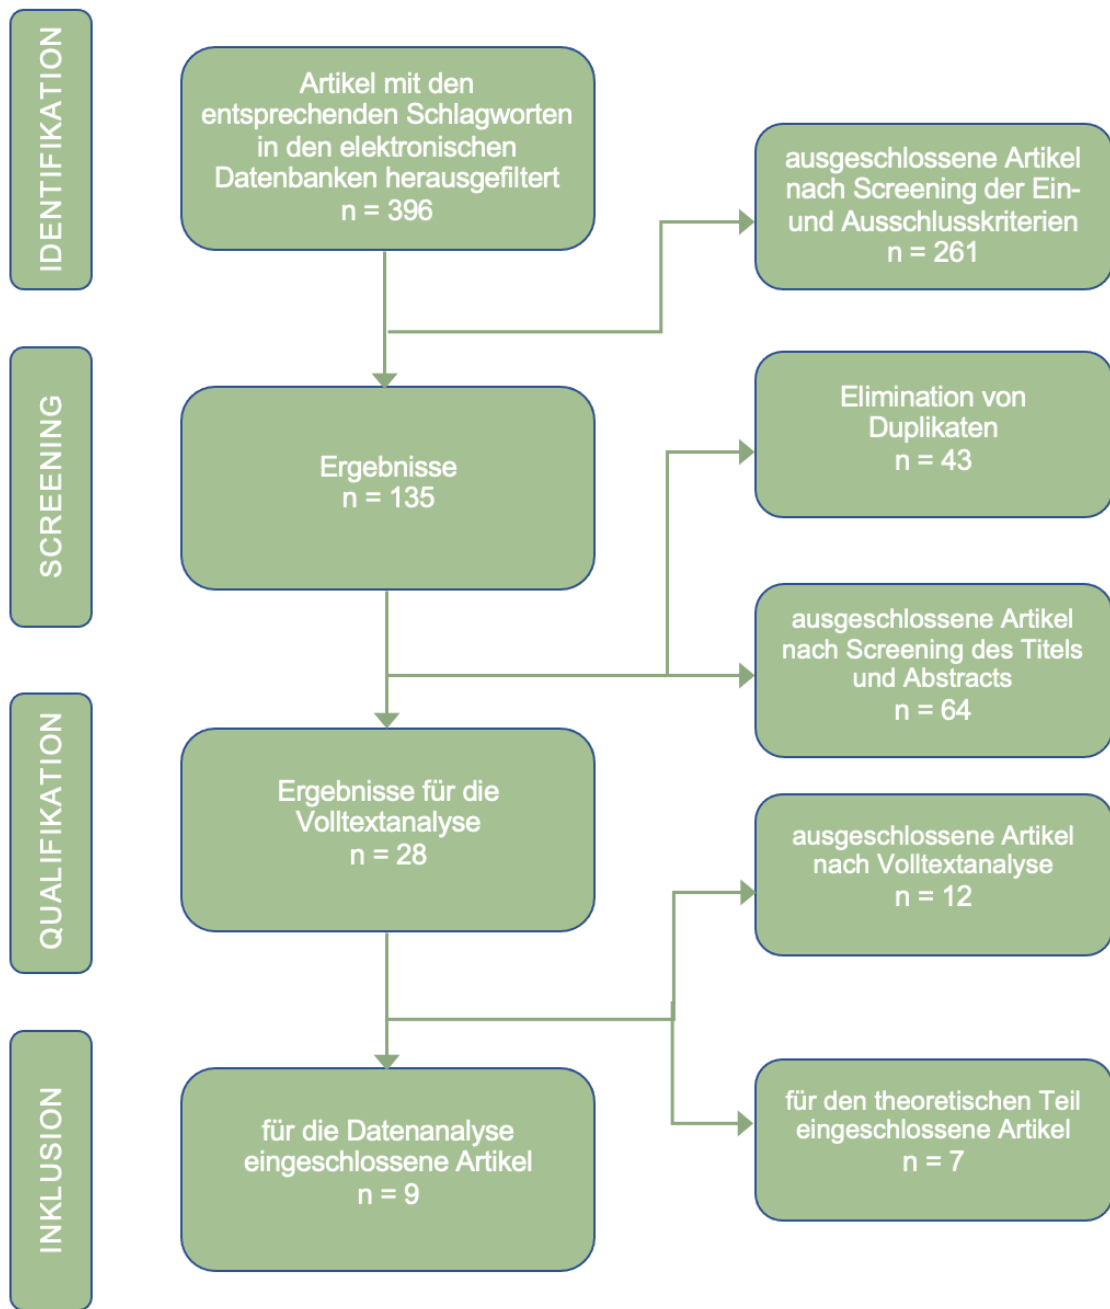 IDENTIFIKATION
Artikel mit den
entsprechenden Schlagworten
in den elektronischen
Datenbanken herausgefiltert
n = 396
ausgeschlossene Artikel
nach Screening der Ein-
und Ausschlusskriterien
n = 261
SCREENING
Ergebnisse
n = 135
Elimination von
Duplikaten
n = 43
ausgeschlossene Artikel
nach Screening des Titels
und Abstracts
n = 64
QUALIFIKATION
Ergebnisse für die
Volltextanalyse
n = 28
ausgeschlossene Artikel
nach Volltextanalyse
n = 12
INKLUSION
für die Datenanalyse
eingeschlossene Artikel
n = 9
für den theoretischen Teil
eingeschlossene Artikel
n = 7